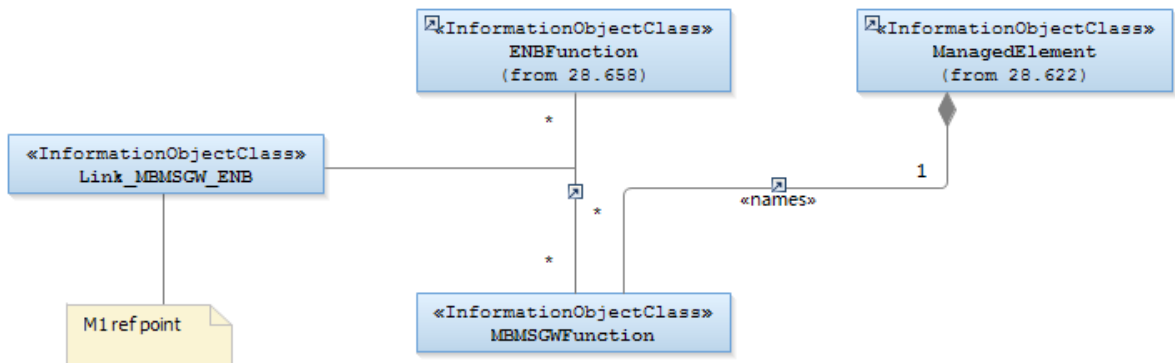 «InformationObjectClass»
ENBFunction
(from 28.658)
«InformationObjectClass»
ManagedElement
(from 28.622)
*
«InformationObjectClass»
Link_MBMSGW_ENB
1
«names»
*
*
«InformationObjectClass»
MBMSGWFunction
M1 ref point